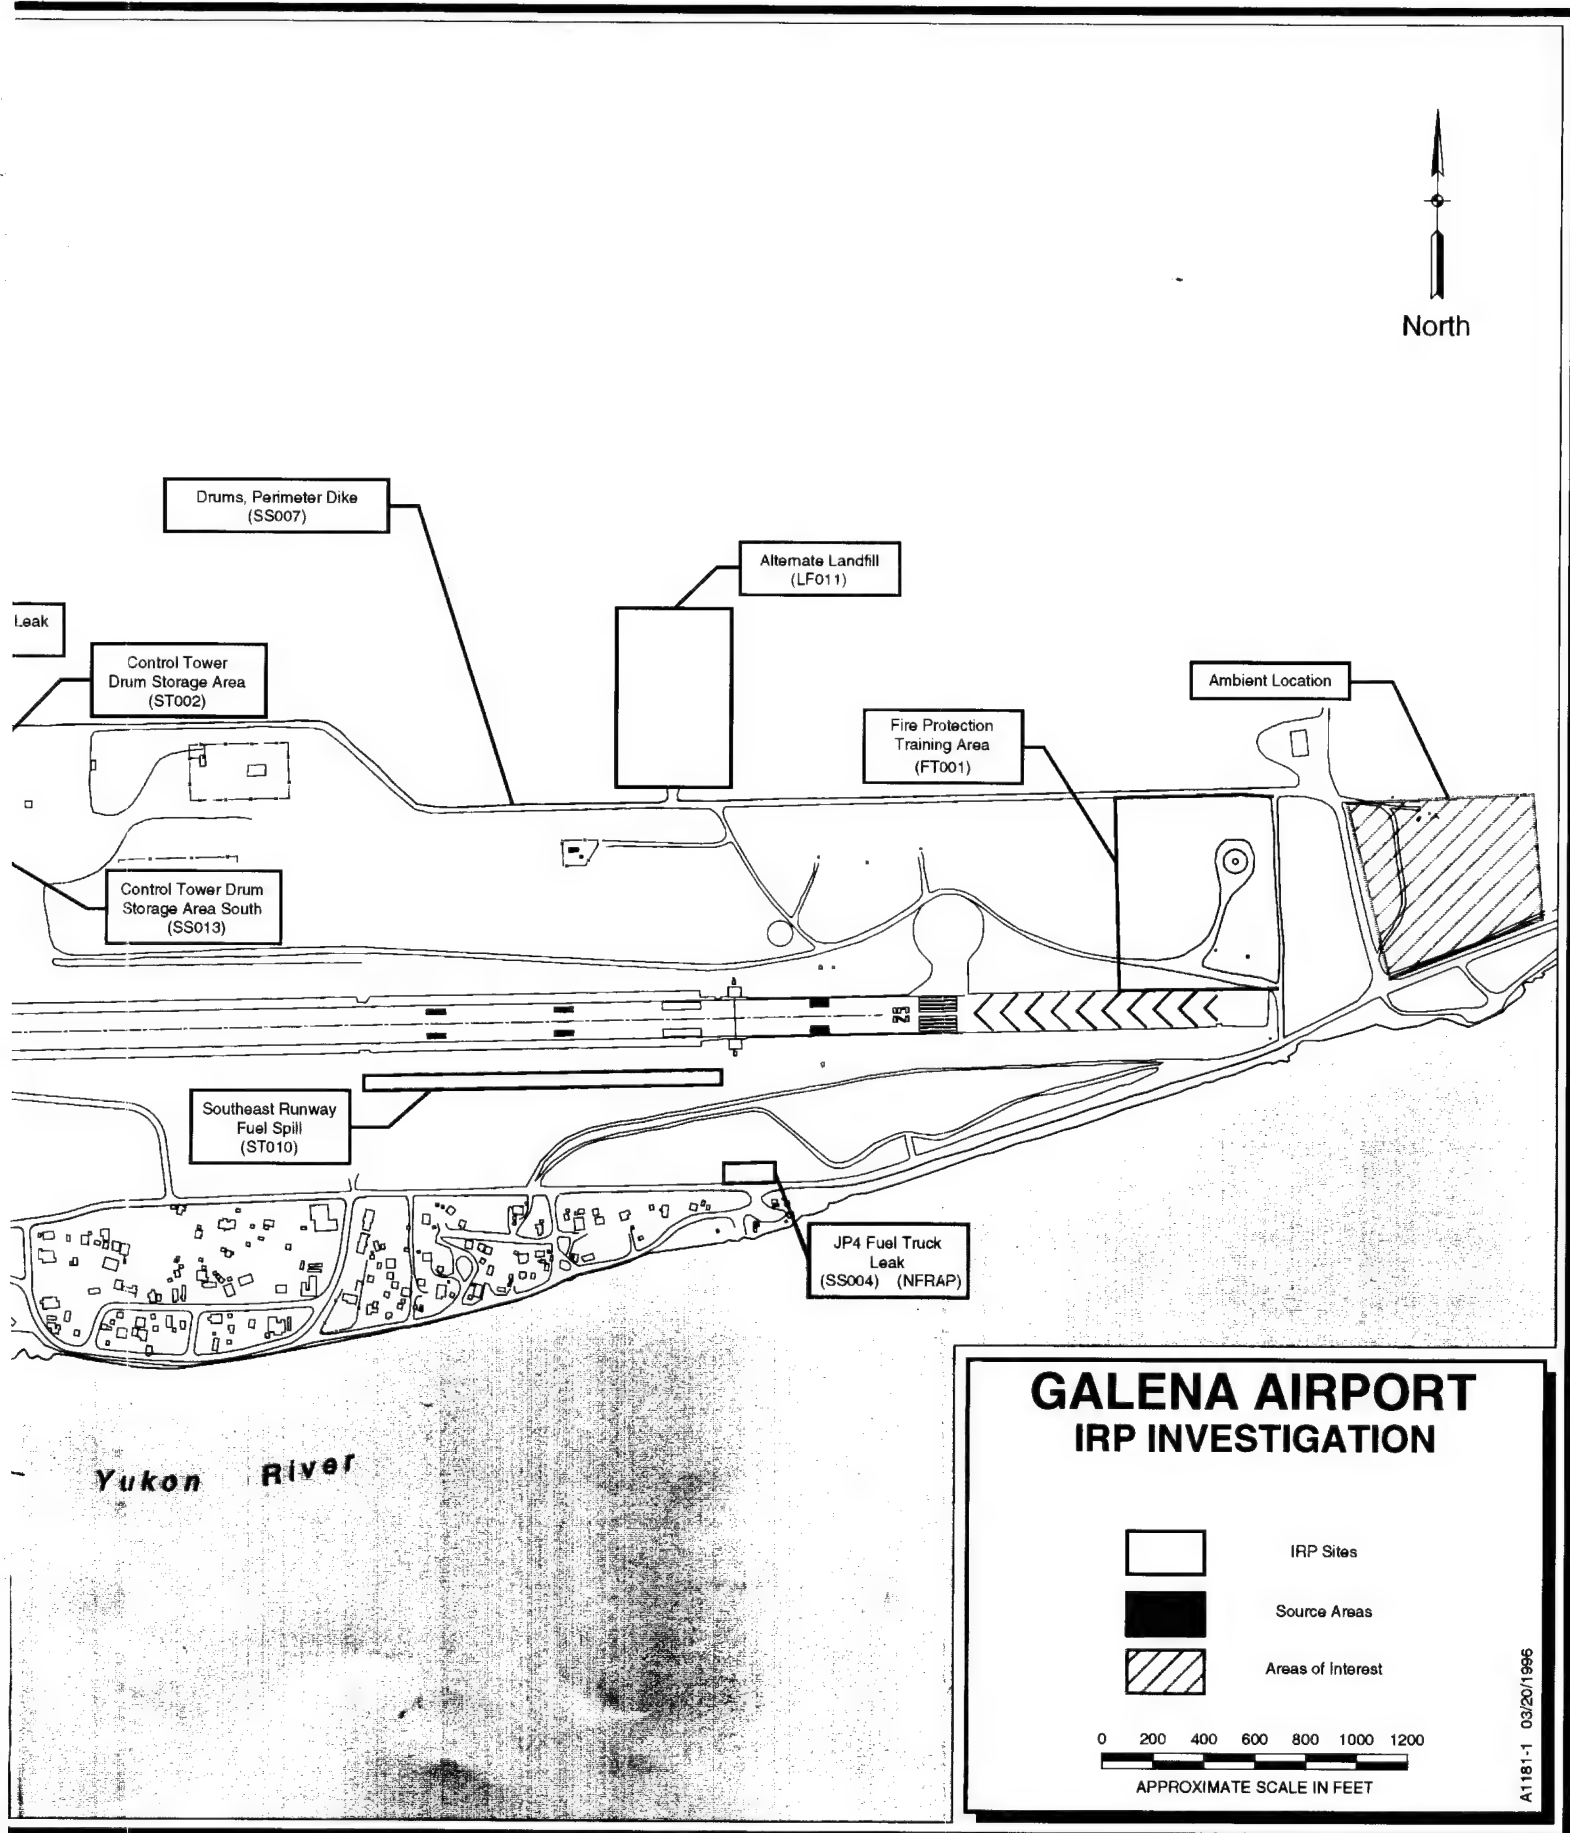 North
Drums, Perimeter Dike
(SS007)
Alternate Landfill
(LF011)
Leak
Control Tower
Drum Storage Area
(ST002)
Ambient Location
Fire Protection
Training Area
(FT001)
Control Tower Drum
Storage Area South
(SS013)
Southeast Runway
Fuel Spill
(ST010)
JP4 Fuel Truck
Leak
(SS004) (NFRAP)
Yukon River
GALENA AIRPORT
IRP INVESTIGATION
IRP Sites
Source Areas
Areas of Interest
0 200 400 600 800 1000 1200
APPROXIMATE SCALE IN FEET
A1181-1 03/20/1996